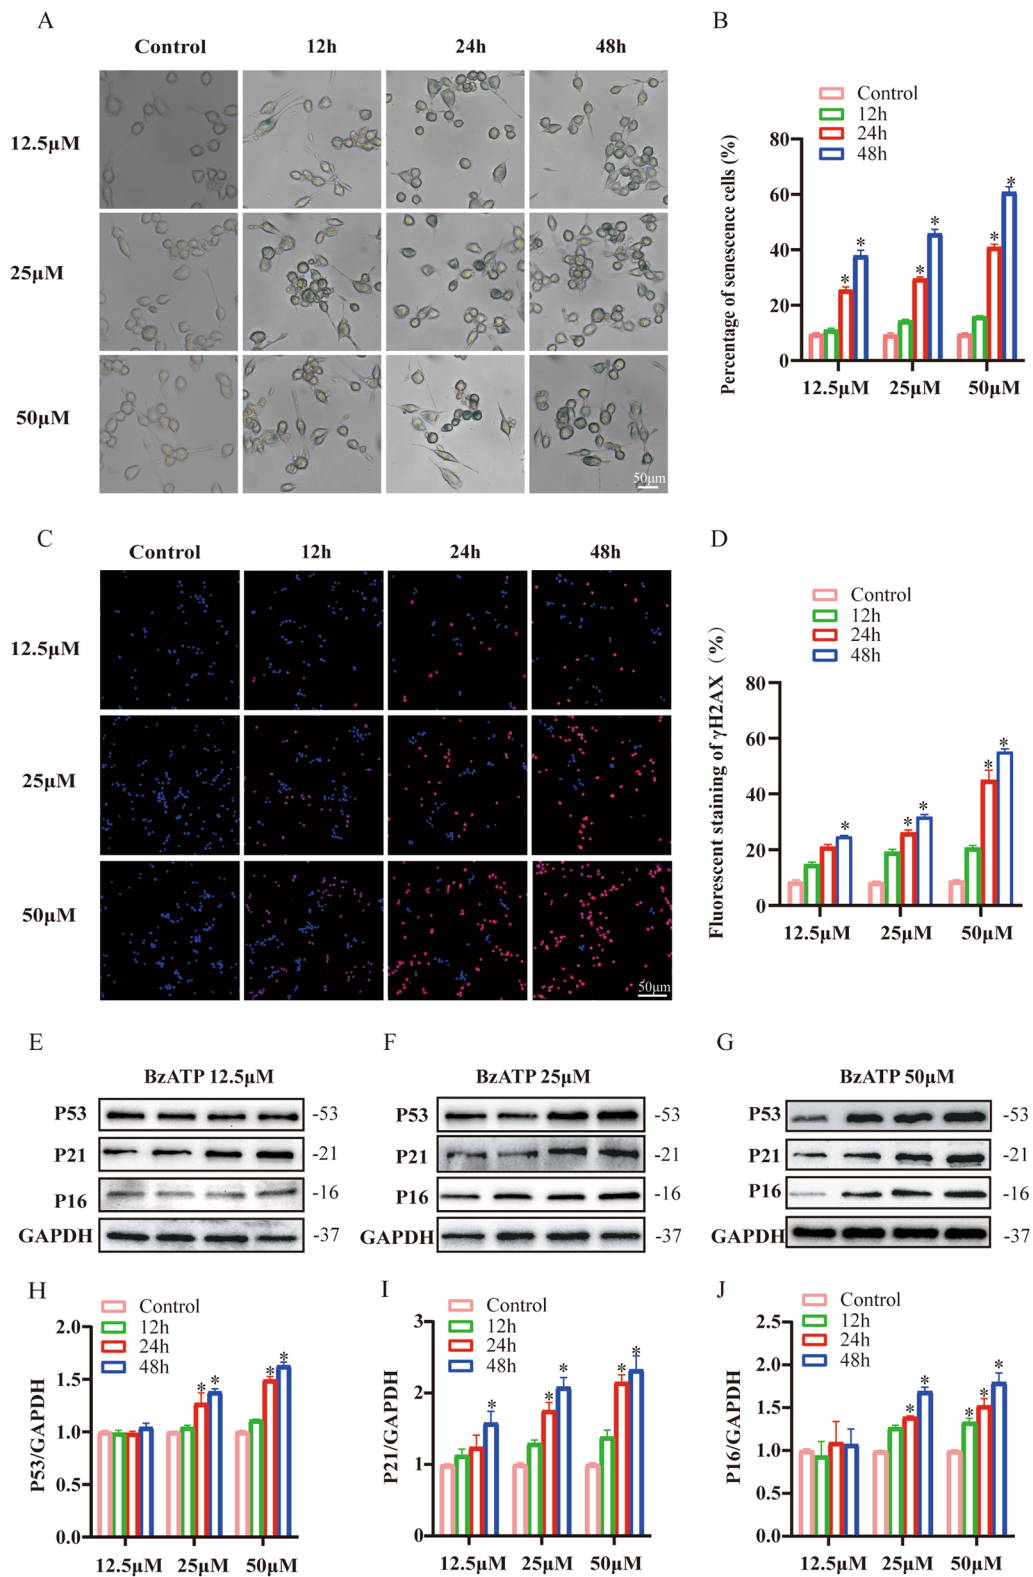 A
Control 12h 24h 48h
12.5μM
25μM
50μM
50μm
B
Control
12h
24h
48h
Percentage of senescence cells (%)
80
60
40
20
0
* * * * * *
12.5μM 25μM 50μM
C
Control 12h 24h 48h
12.5μM
25μM
50μM
50μm
D
Control
12h
24h
48h
Fluorescent staining of γH2AX (%)
80
60
40
20
0
* * * * *
12.5μM 25μM 50μM
E
BzATP 12.5μM
P53 -53
P21 -21
P16 -16
GAPDH -37
F
BzATP 25μM
P53 -53
P21 -21
P16 -16
GAPDH -37
G
BzATP 50μM
P53 -53
P21 -21
P16 -16
GAPDH -37
H
Control
12h
24h
48h
P53/GAPDH
2.0
1.5
1.0
0.5
0.0
* * * *
12.5μM 25μM 50μM
I
Control
12h
24h
48h
P21/GAPDH
3
2
1
0
* * * * *
12.5μM 25μM 50μM
J
Control
12h
24h
48h
P16/GAPDH
2.5
2.0
1.5
1.0
0.5
0.0
* * * * *
12.5μM 25μM 50μM